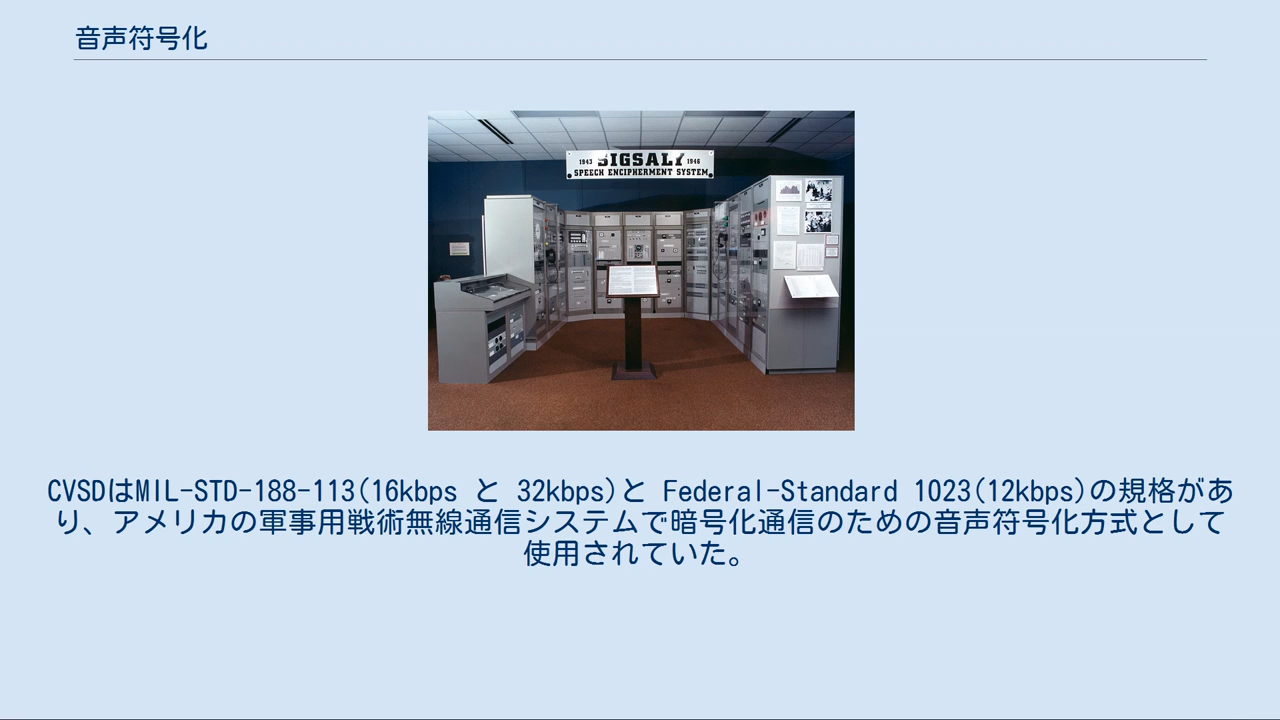 音声符号化
1943 SIGSALY 1946
SPEECH ENCIPHERMENT SYSTEM
CVSDはMIL-STD-188-113(16kbps と 32kbps)と Federal-Standard 1023(12kbps)の規格があ
り、アメリカの軍事用戦術無線通信システムで暗号化通信のための音声符号化方式として
使用されていた。